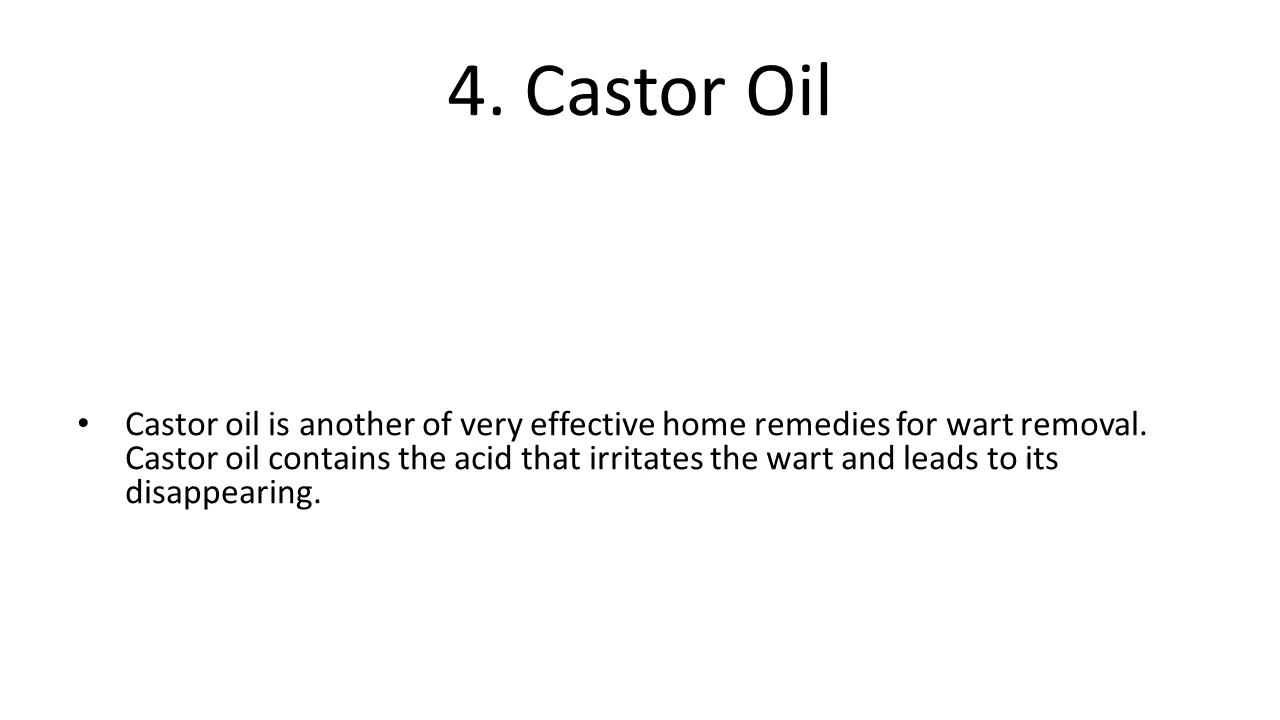 4. Castor Oil
• Castor oil is another of very effective home remedies for wart removal.
Castor oil contains the acid that irritates the wart and leads to its
disappearing.